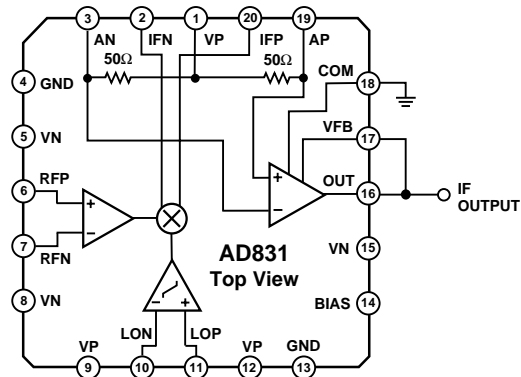 3 2 1 20 19
AN IFN VP IFP AP
50Ω 50Ω
COM
4 GND
18
VFB
17
5 VN
6 RFP
+
–
+
–
OUT 16
IF
OUTPUT
7 RFN
AD831
Top View
VN 15
8 VN
BIAS 14
– +
LON LOP
VP VP GND
9 10 11 12 13